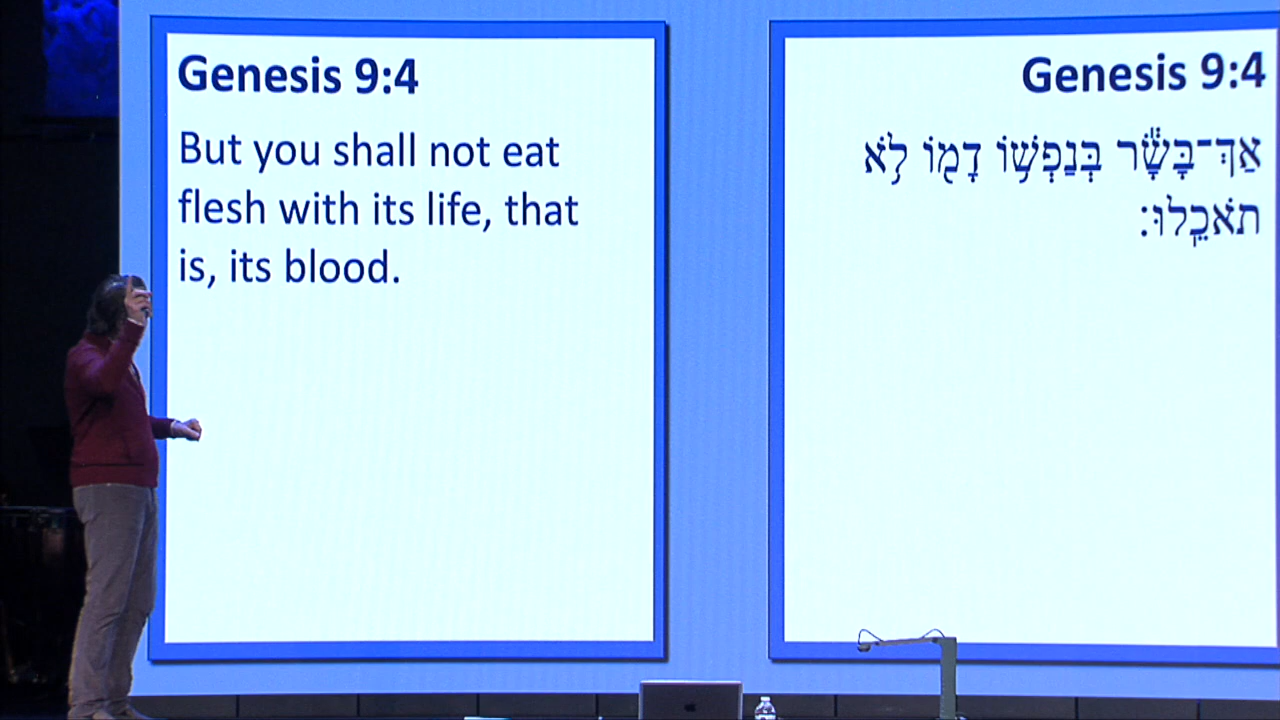 Genesis 9:4
But you shall not eat
flesh with its life, that
is, its blood.
Genesis 9:4
אַךְ־בָּשָׂ֕ר בְּנַפְשׁ֥וֹ דָמ֖וֹ לֹ֥א
תֹאכֵֽלוּ׃